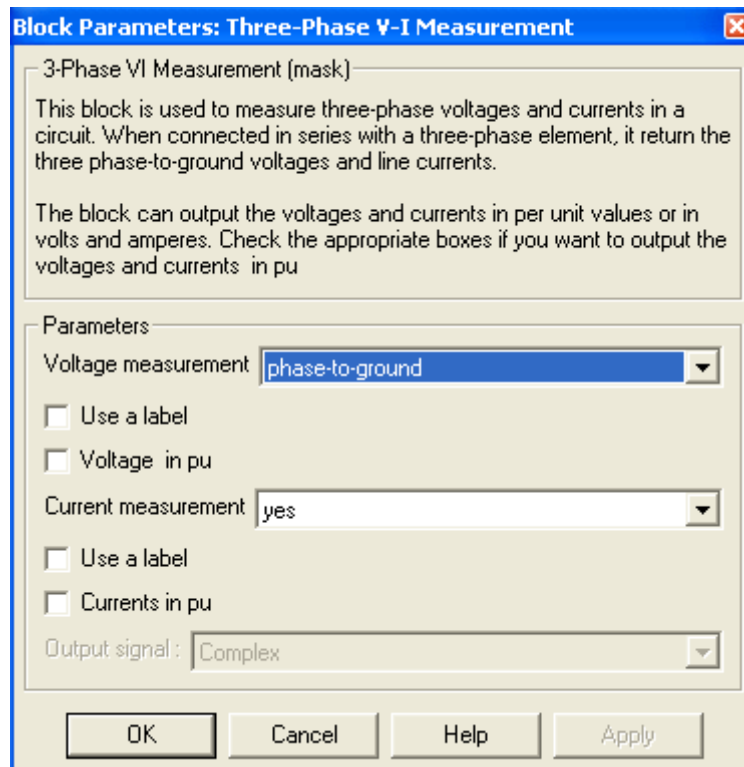 Block Parameters: Three-Phase V-I Measurement
3-Phase VI Measurement (mask)
This block is used to measure three-phase voltages and currents in a
circuit. When connected in series with a three-phase element, it return the
three phase-to-ground voltages and line currents.
The block can output the voltages and currents in per unit values or in
volts and amperes. Check the appropriate boxes if you want to output the
voltages and currents in pu
Parameters
Voltage measurement phase-to-ground
Use a label
Voltage in pu
Current measurement yes
Use a label
Currents in pu
Output signal : Complex
OK Cancel Help Apply